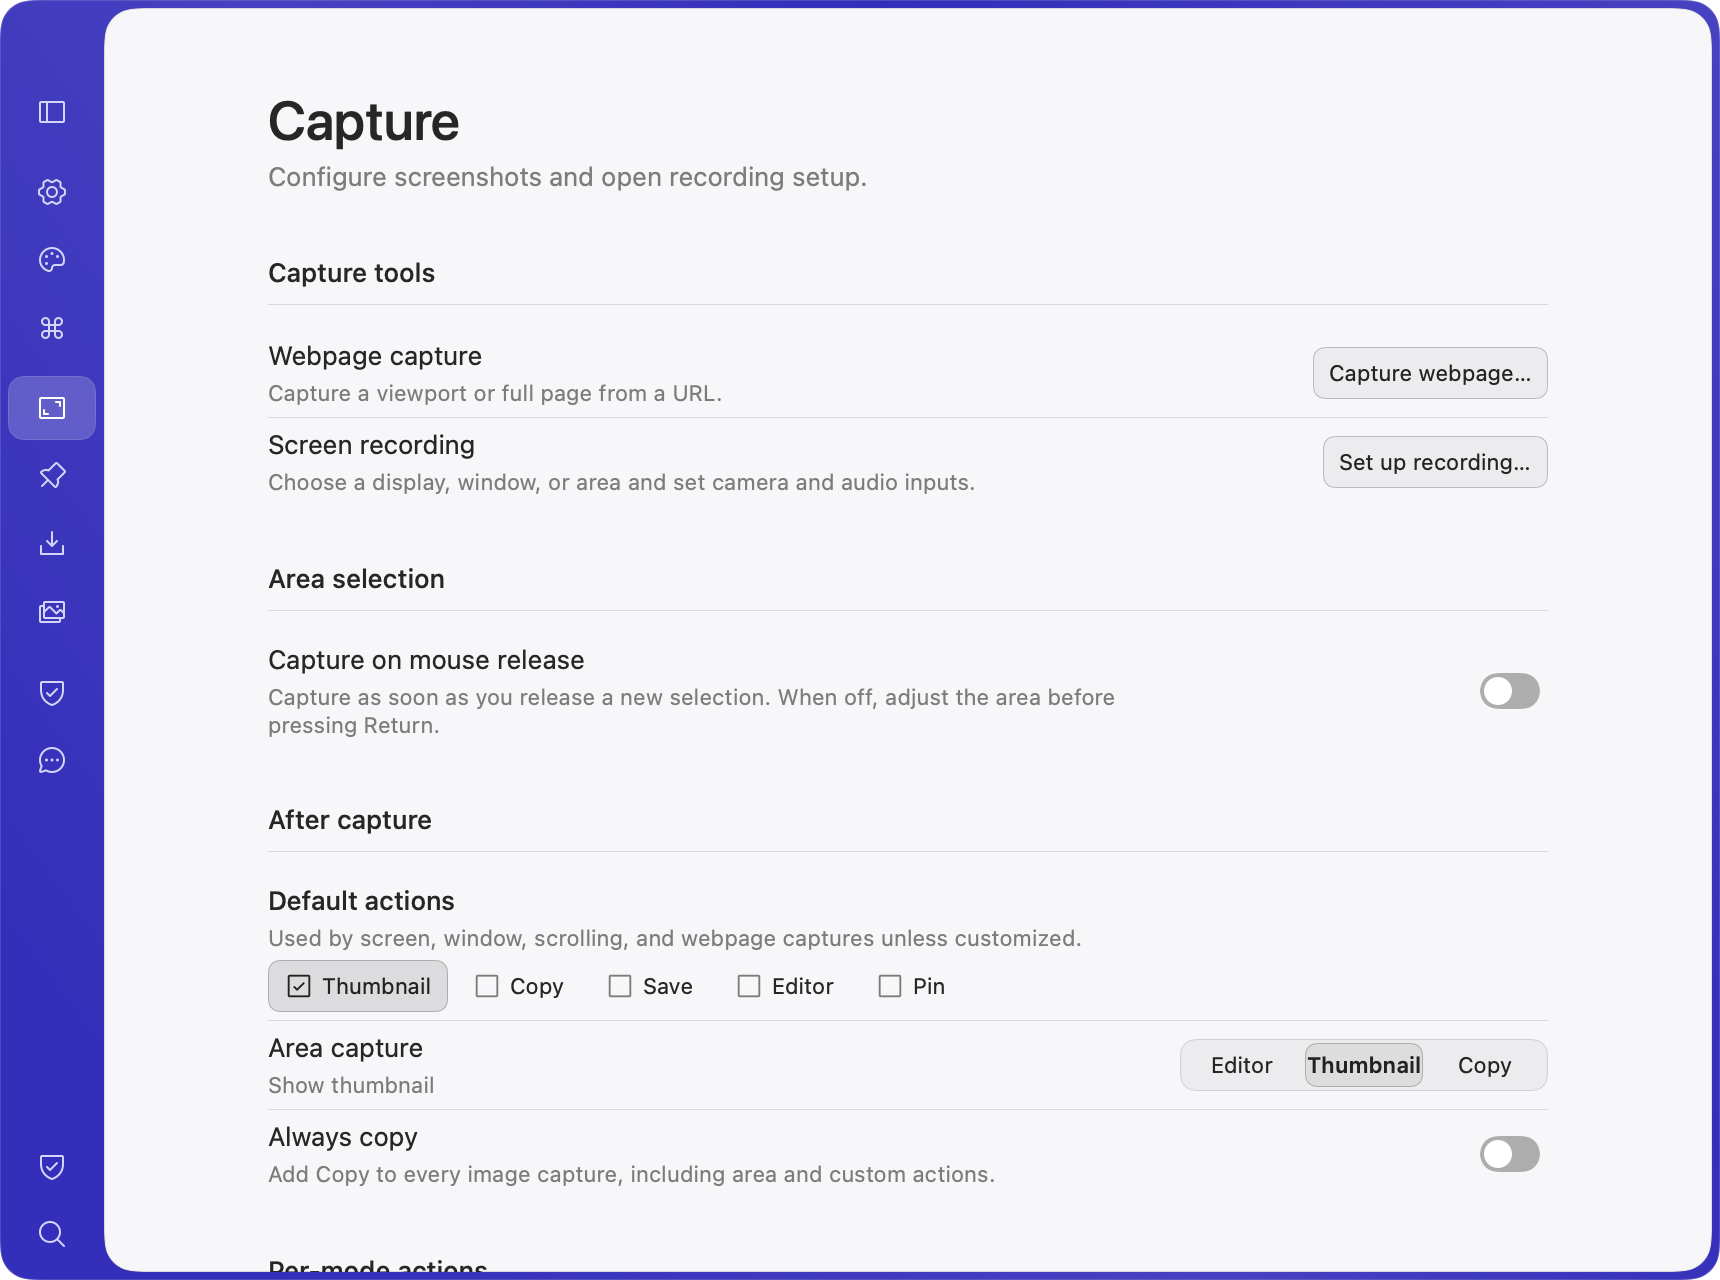 Capture
Configure screenshots and open recording setup.
Capture tools
Webpage capture
Capture a viewport or full page from a URL.
Capture webpage...
Screen recording
Choose a display, window, or area and set camera and audio inputs.
Set up recording...
Area selection
Capture on mouse release
Capture as soon as you release a new selection. When off, adjust the area before
pressing Return.
After capture
Default actions
Used by screen, window, scrolling, and webpage captures unless customized.
Thumbnail Copy Save Editor Pin
Area capture
Show thumbnail
Editor Thumbnail Copy
Always copy
Add Copy to every image capture, including area and custom actions.
Per-mode actions